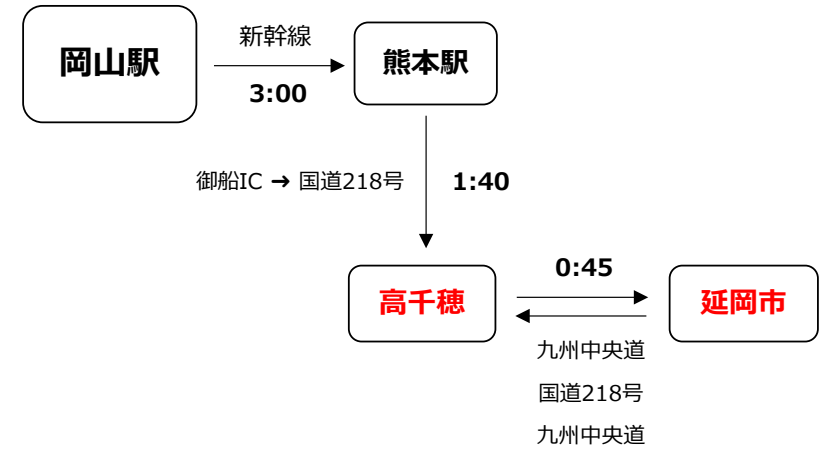 岡山駅
新幹線
3:00
熊本駅
御船IC ➜ 国道218号
1:40
高千穂
0:45
延岡市
九州中央道
国道218号
九州中央道